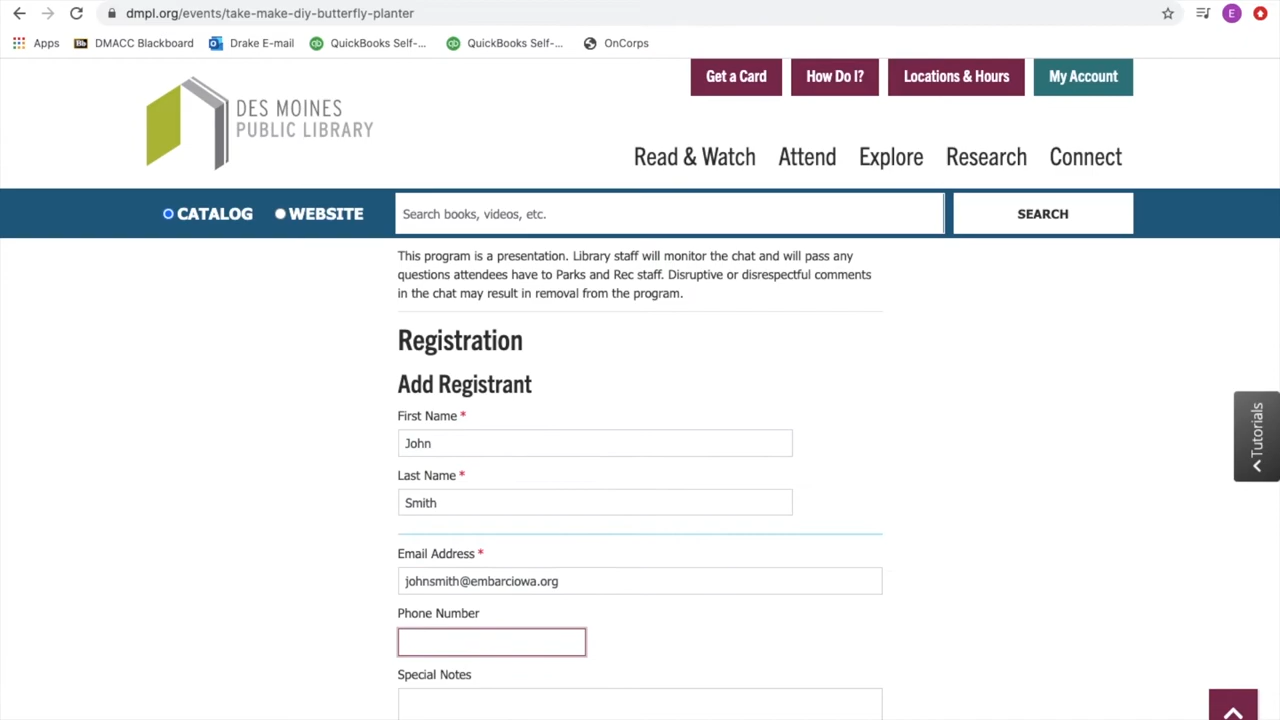 dmpl.org/events/take-make-diy-butterfly-planter
E
Apps
Bb
DMACC Blackboard
Drake E-mail
qb
QuickBooks Self-...
qb
QuickBooks Self-...
OnCorps
Get a Card
How Do I?
Locations & Hours
My Account
DES MOINES
PUBLIC LIBRARY
Read & Watch
Attend
Explore
Research
Connect
CATALOG
WEBSITE
Search books, videos, etc.
SEARCH
This program is a presentation. Library staff will monitor the chat and will pass any
questions attendees have to Parks and Rec staff. Disruptive or disrespectful comments
in the chat may result in removal from the program.
Registration
Add Registrant
First Name *
John
Last Name *
Smith
Email Address *
johnsmith@embarciowa.org
Phone Number
Special Notes
Tutorials